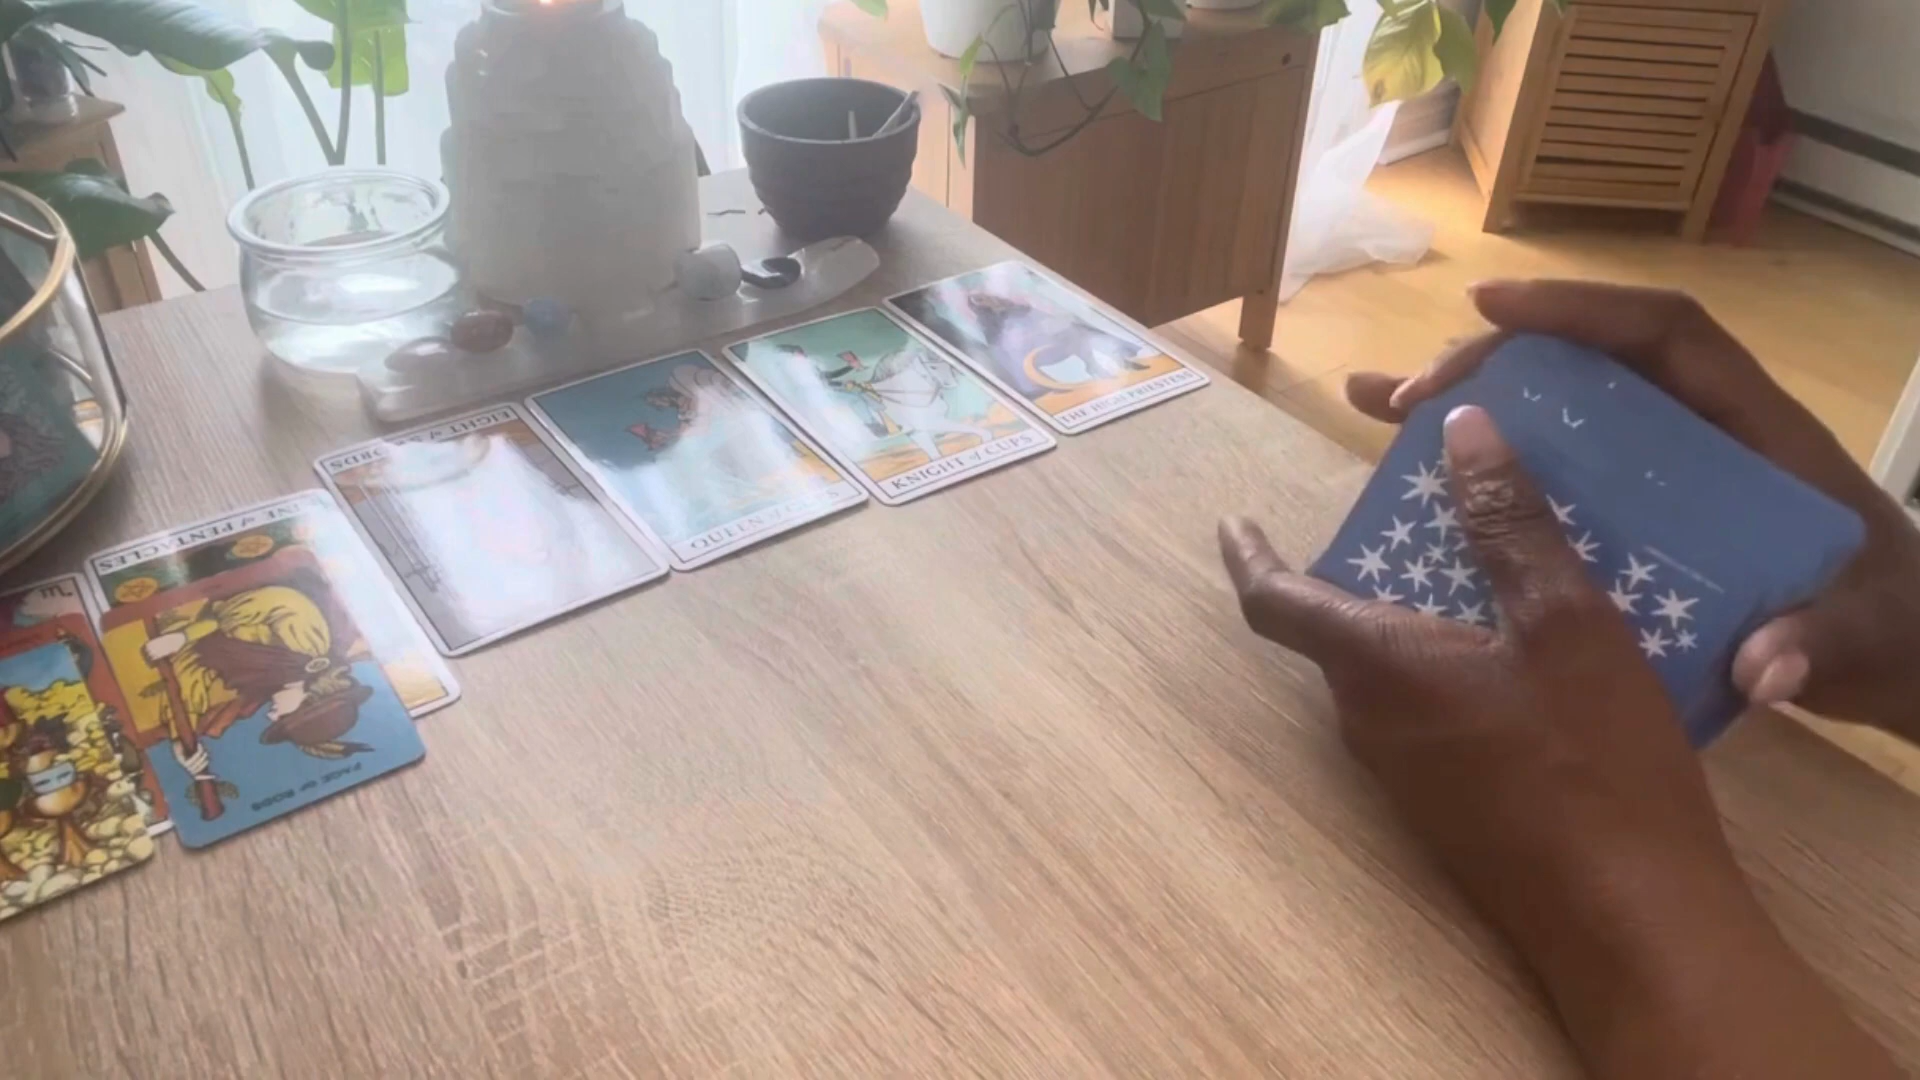 NINE of PENTACLES
PAGE OF RODS
EIGHT of SWORDS
QUEEN of CUPS
KNIGHT of CUPS
THE HIGH PRIESTESS